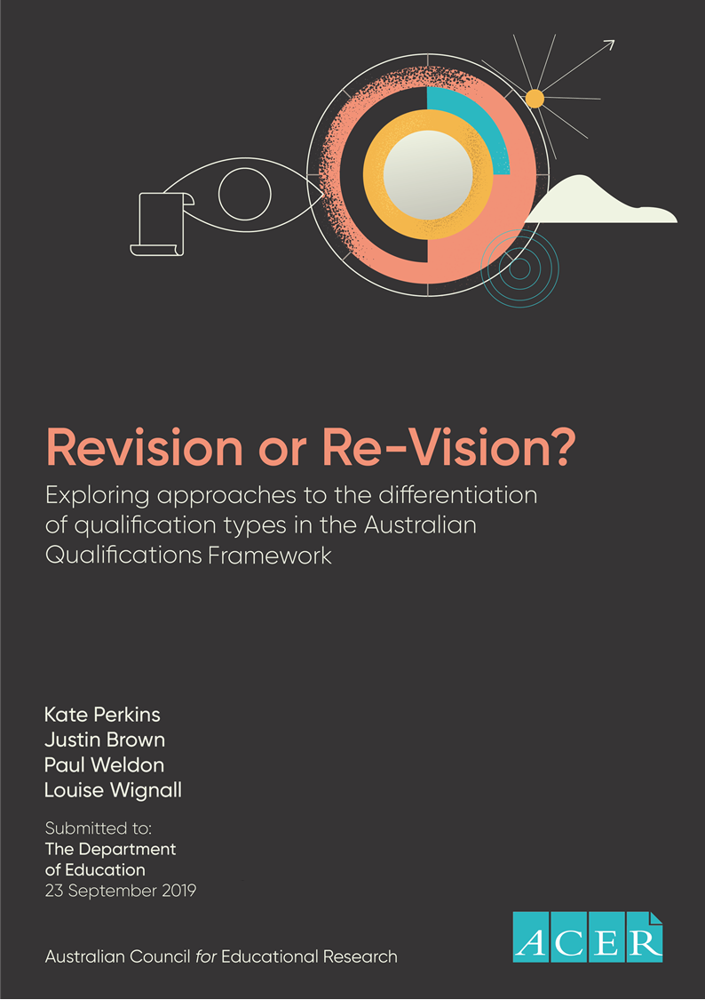 Revision or Re-Vision?
Exploring approaches to the differentiation
of qualification types in the Australian
Qualifications Framework
Kate Perkins
Justin Brown
Paul Weldon
Louise Wignall
Submitted to:
The Department
of Education
23 September 2019
Australian Council for Educational Research
ACER